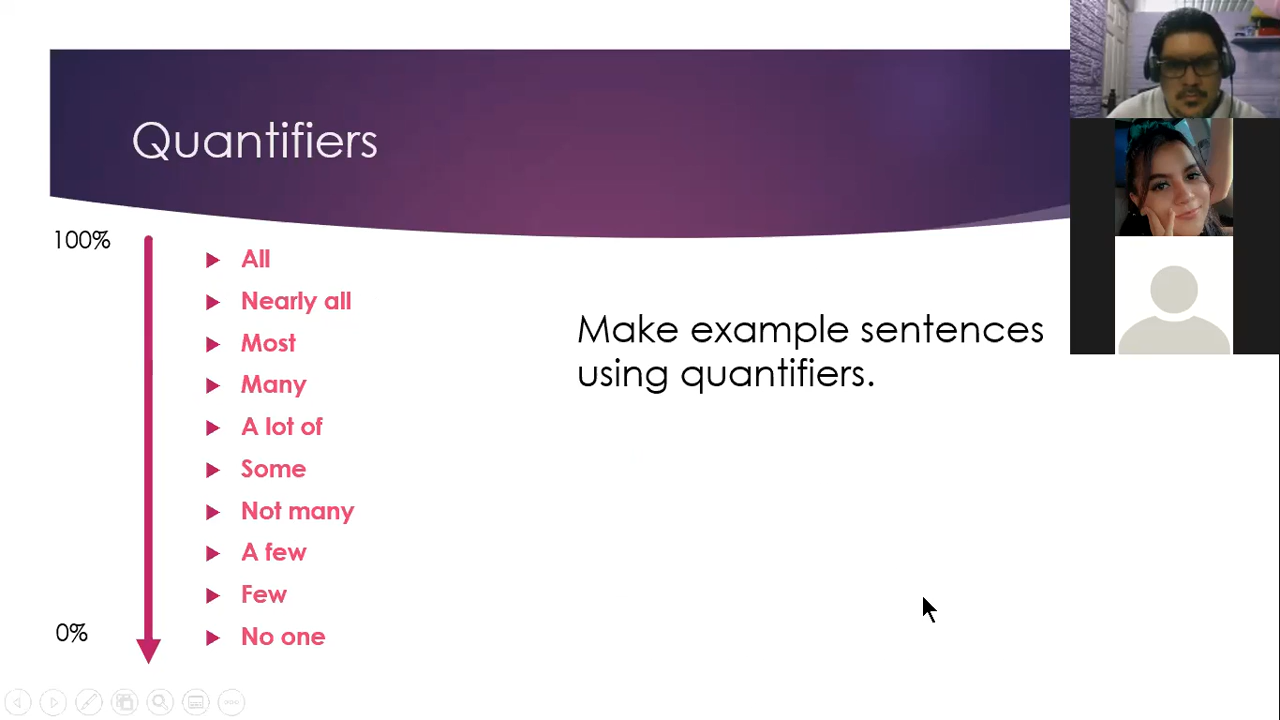 Quantifiers
100%
All
Nearly all
Most
Many
A lot of
Some
Not many
A few
Few
No one
0%
Make example sentences
using quantifiers.